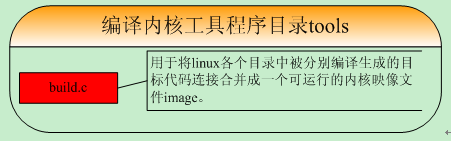 编译内核工具程序目录tools
build.c
用于将linux各个目录中被分别编译生成的目
标代码连接合并成一个可运行的内核映像文
件image。